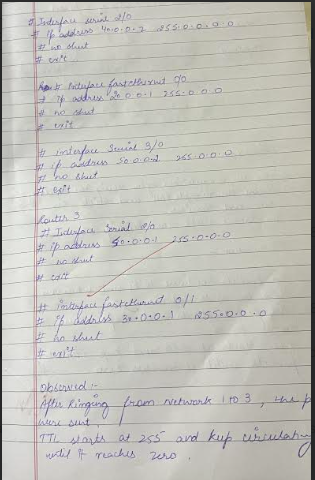 # Interface serial 2/0
# Ip address 40.0.0.2 255.0.0.0
# no shut
# exit
# Interface fastethernet 0/0
# Ip address 20.0.0.1 255.0.0.0
# no shut
# exit
# interface Serial 3/0
# ip address 50.0.0.2 255.0.0.0
# no shut
# exit
Router 3
# Interface Serial 2/0
# ip address 50.0.0.1 255.0.0.0
# no shut
# exit
# interface fastethernet 0/1
# ip address 30.0.0.1 255.0.0.0
# no shut
# exit
Observed :-
After Pinging from network 1 to 3, the p
were sent.
TTL starts at 255 and keep circulating
until it reaches zero.